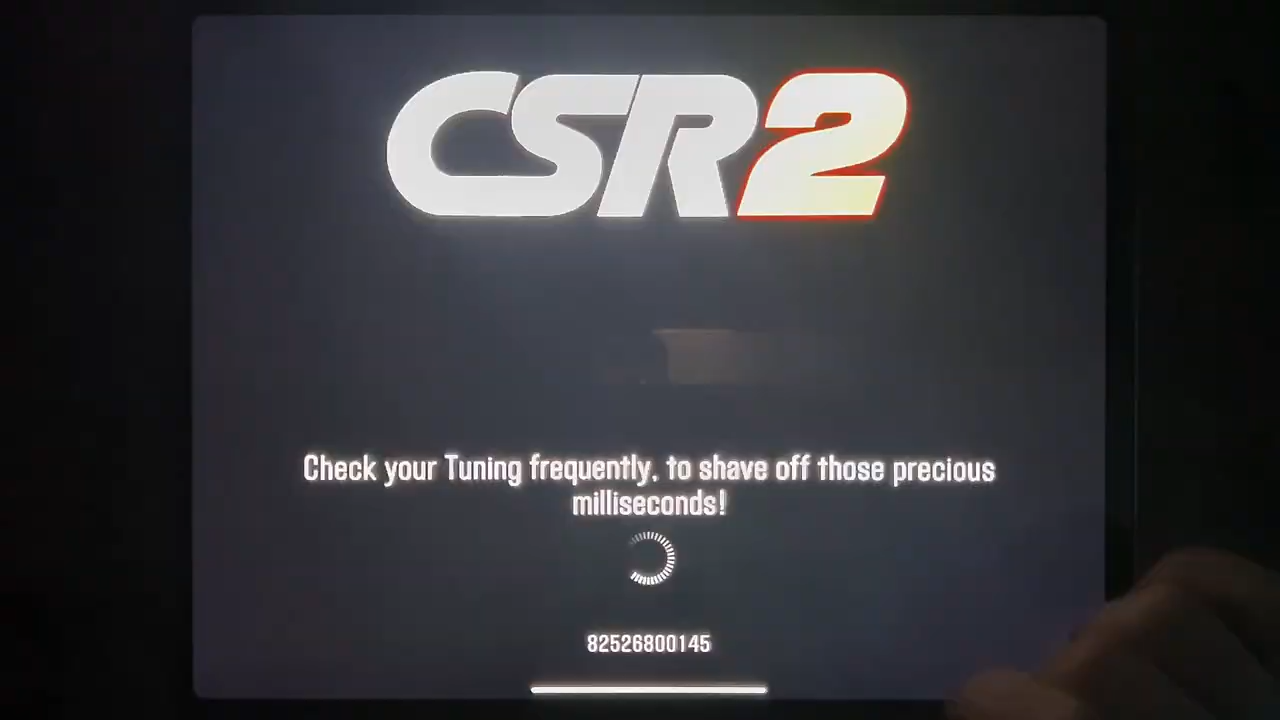 CSR2
Check your Tuning frequently, to shave off those precious
milliseconds!
82526800145